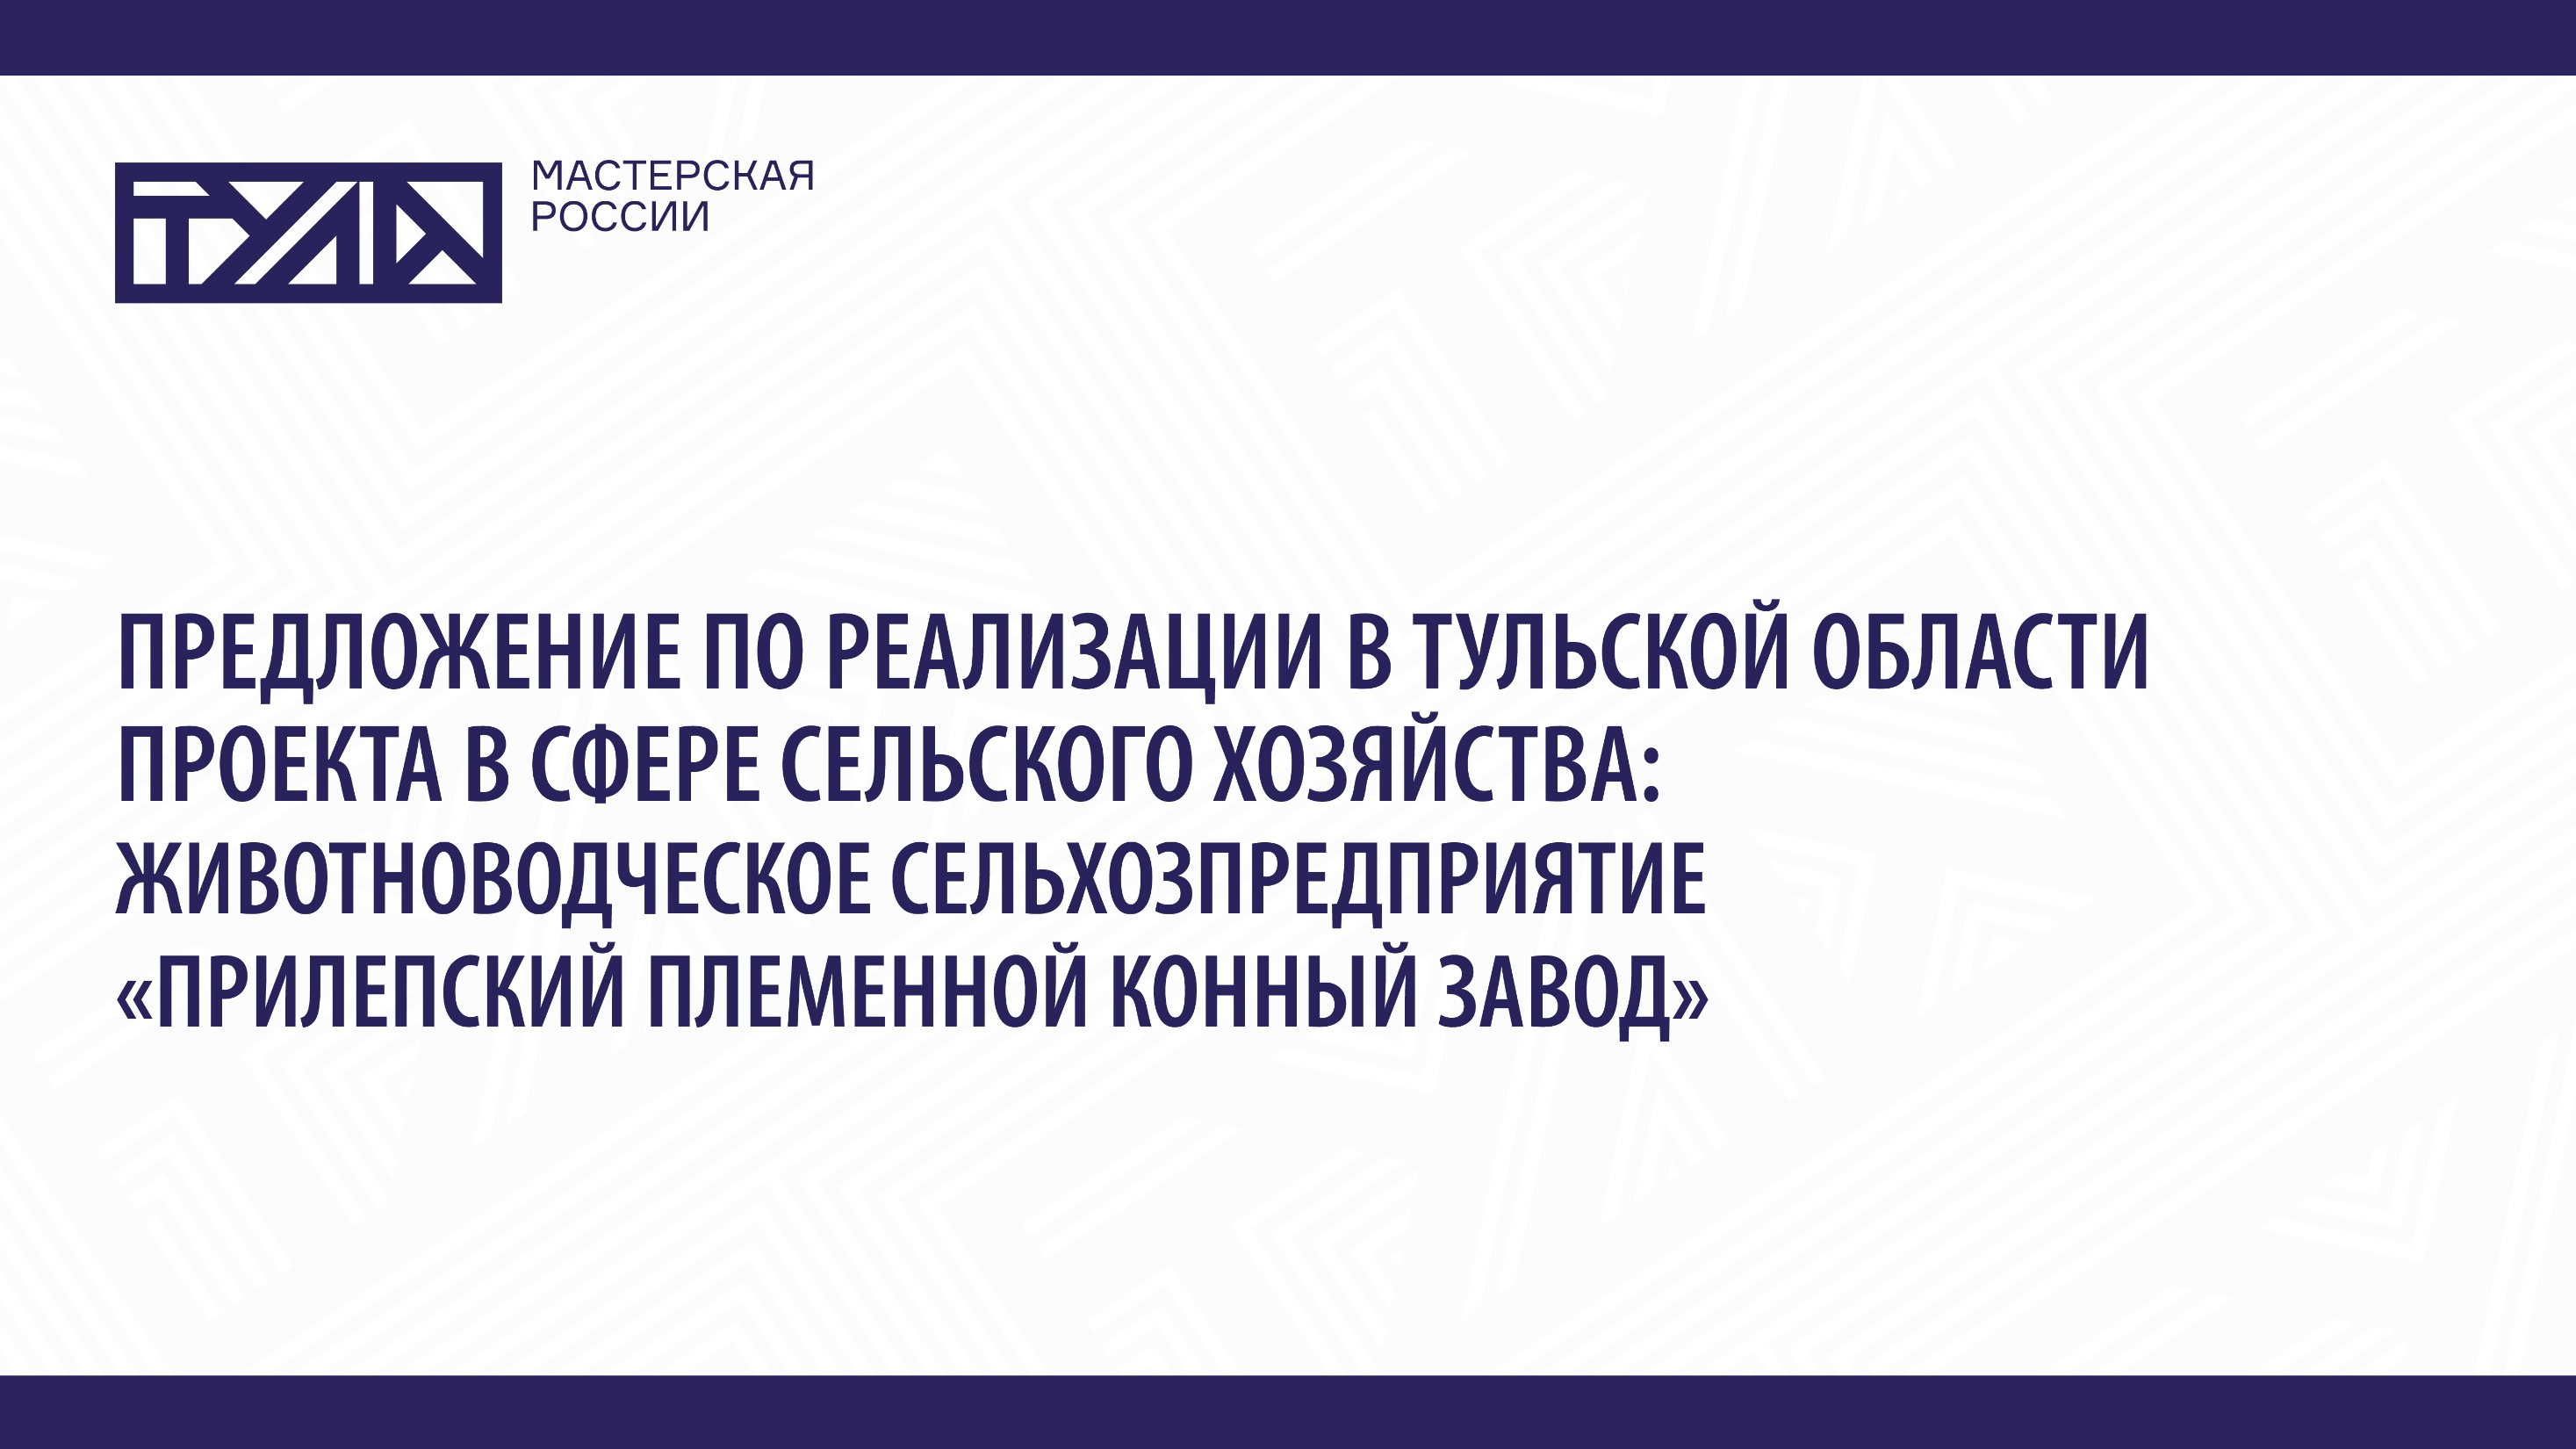 ТУЛА
МАСТЕРСКАЯ
РОССИИ
ПРЕДЛОЖЕНИЕ ПО РЕАЛИЗАЦИИ В ТУЛЬСКОЙ ОБЛАСТИ
ПРОЕКТА В СФЕРЕ СЕЛЬСКОГО ХОЗЯЙСТВА:
ЖИВОТНОВОДЧЕСКОЕ СЕЛЬХОЗПРЕДПРИЯТИЕ
«ПРИЛЕПСКИЙ ПЛЕМЕННОЙ КОННЫЙ ЗАВОД»